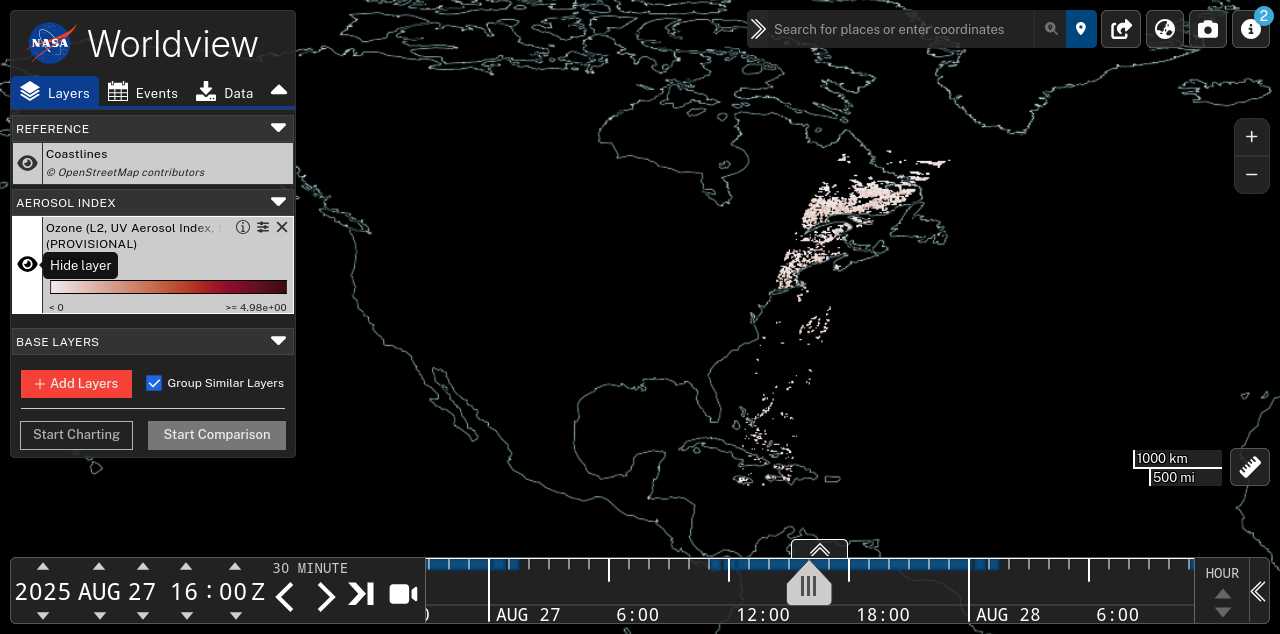 NASA
Worldview
Layers
Events
Data
REFERENCE
Coastlines
© OpenStreetMap contributors
AEROSOL INDEX
Ozone (L2, UV Aerosol Index,
(PROVISIONAL)
Hide layer
< 0
>= 4.98e+00
BASE LAYERS
+ Add Layers
Group Similar Layers
Start Charting
Start Comparison
Search for places or enter coordinates
2
+
−
1000 km
500 mi
2025 AUG 27 16 : 00 Z
30 MINUTE
AUG 27
6:00
12:00
18:00
AUG 28
6:00
HOUR